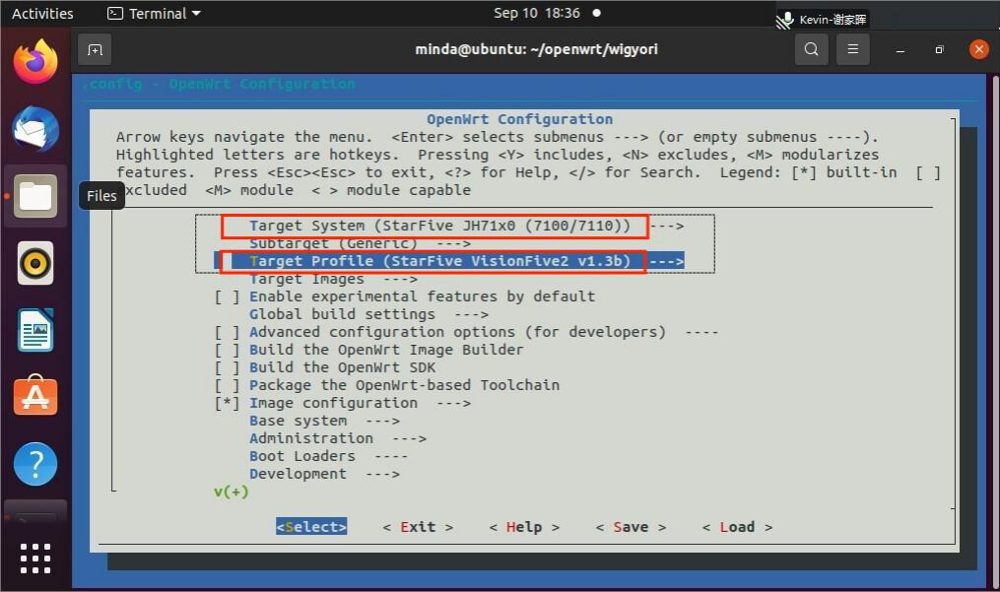 Activities
Terminal
Sep 10 18:36
Kevin-谢家晖
minda@ubuntu: ~/openwrt/wigyori
.config - OpenWrt Configuration
OpenWrt Configuration
Arrow keys navigate the menu. <Enter> selects submenus ---> (or empty submenus ----).
Highlighted letters are hotkeys. Pressing <Y> includes, <N> excludes, <M> modularizes
features. Press <Esc><Esc> to exit, <?> for Help, </> for Search. Legend: [*] built-in [ ]
Files
xcluded <M> module < > module capable
Target System (StarFive JH71x0 (7100/7110)) --->
Subtarget (Generic) --->
Target Profile (StarFive VisionFive2 v1.3b) --->
Target Images --->
[ ] Enable experimental features by default
Global build settings --->
[ ] Advanced configuration options (for developers) ----
[ ] Build the OpenWrt Image Builder
[ ] Build the OpenWrt SDK
[ ] Package the OpenWrt-based Toolchain
[*] Image configuration --->
Base system --->
Administration --->
Boot Loaders ----
Development --->
v(+)
<Select> < Exit > < Help > < Save > < Load >